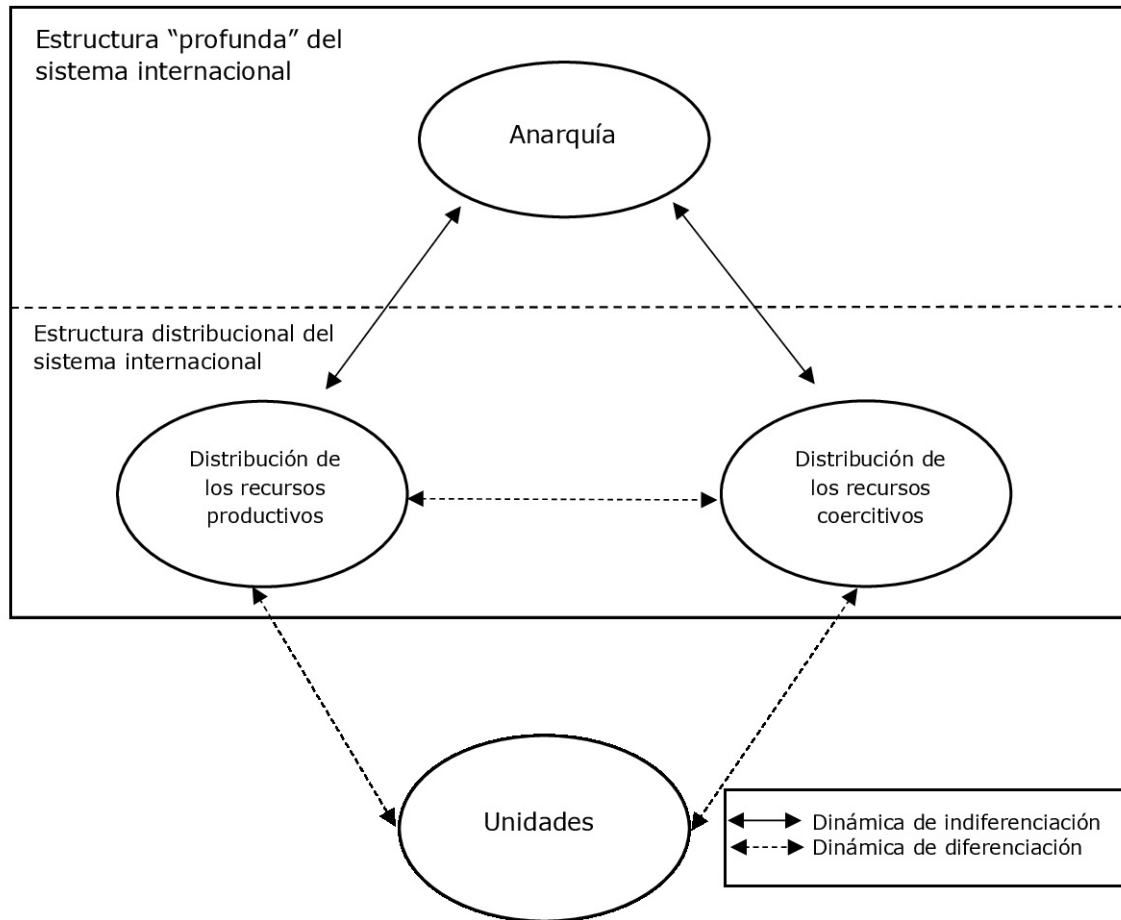 Estructura “profunda” del
sistema internacional
Anarquía
Estructura distribucional del
sistema internacional
Distribución de
los recursos
productivos
Distribución de
los recursos
coercitivos
Unidades
Dinámica de indiferenciación
Dinámica de diferenciación